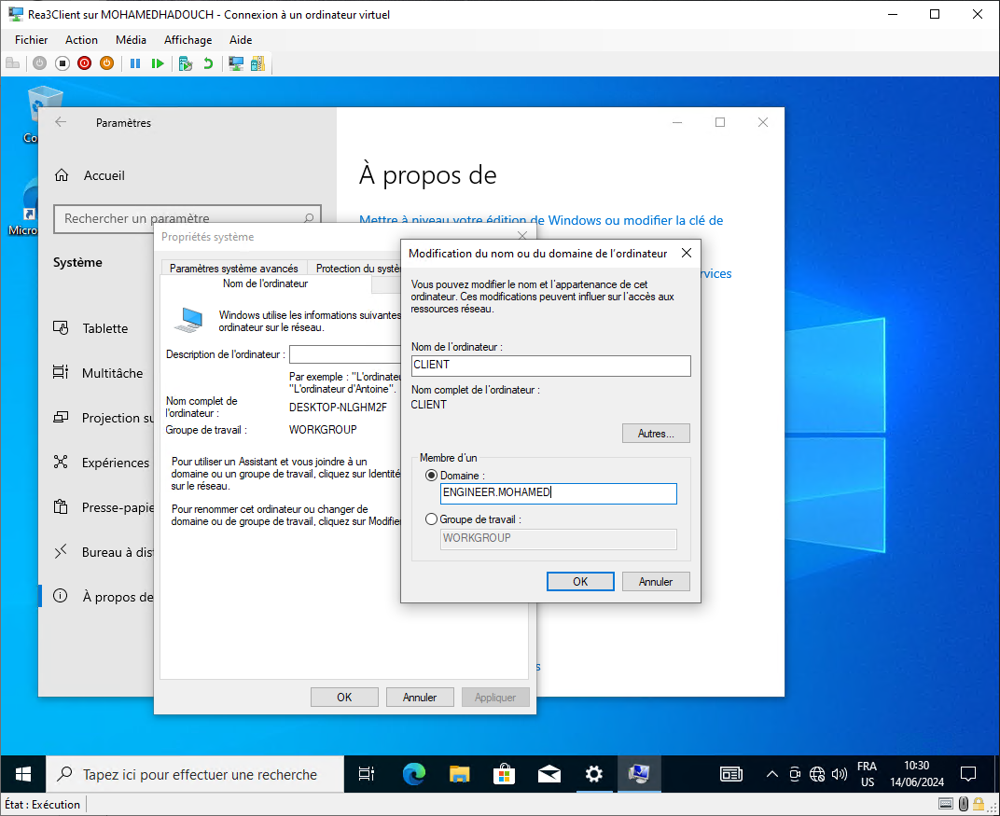 Rea3Client sur MOHAMEDHADOUCH - Connexion à un ordinateur virtuel
Fichier Action Média Affichage Aide
Paramètres
Accueil
Rechercher un paramètre
Système
Tablette
Multitâche
Projection su
Expériences
Presse-papie
Bureau à dis
À propos de
À propos de
Mettre à niveau votre édition de Windows ou modifier la clé de
rvices
s
Co
Micro
Propriétés système
Paramètres système avancés
Protection du systè
Nom de l'ordinateur
Windows utilise les informations suivantes
ordinateur sur le réseau.
Description de l'ordinateur :
Par exemple : "L'ordinateu
"L'ordinateur d'Antoine".
Nom complet de
l'ordinateur :
DESKTOP-NLGHM2F
Groupe de travail :
WORKGROUP
Pour utiliser un Assistant et vous joindre à un
domaine ou un groupe de travail, cliquez sur Identité
sur le réseau.
Pour renommer cet ordinateur ou changer de
domaine ou de groupe de travail, cliquez sur Modifier
OK
Annuler
Appliquer
Modification du nom ou du domaine de l'ordinateur
Vous pouvez modifier le nom et l'appartenance de cet
ordinateur. Ces modifications peuvent influer sur l'accès aux
ressources réseau.
Nom de l'ordinateur :
CLIENT
Nom complet de l'ordinateur :
CLIENT
Autres...
Membre d'un
Domaine :
ENGINEER.MOHAMED
Groupe de travail :
WORKGROUP
OK
Annuler
Tapez ici pour effectuer une recherche
FRA
US
10:30
14/06/2024
État : Exécution